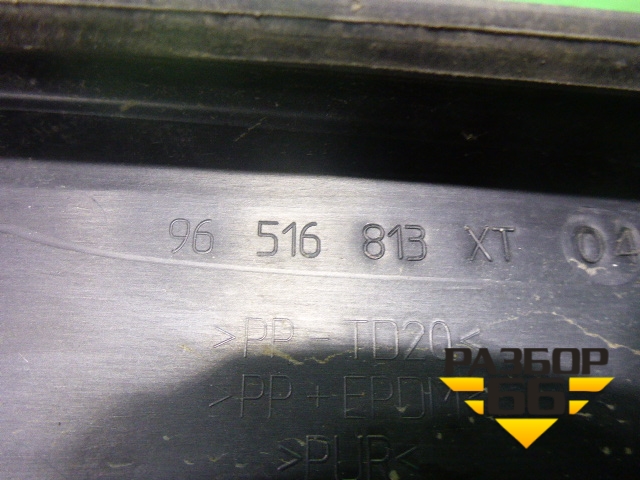 96 516 813 XT 04
>PP-TD20<
>PP+EPDM<
>PUR<
РАЗБОР
66